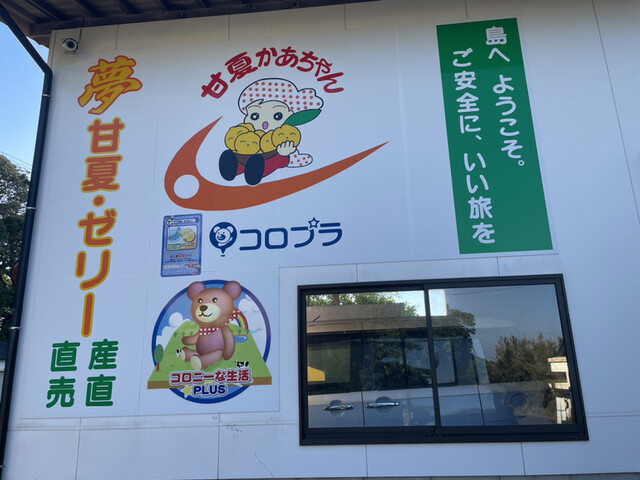 島へ ようこそ。
ご安全に、いい旅を
甘夏かあちゃん
夢
甘夏・ゼリー
産直
直売
コロプラ
コロニーな生活
PLUS